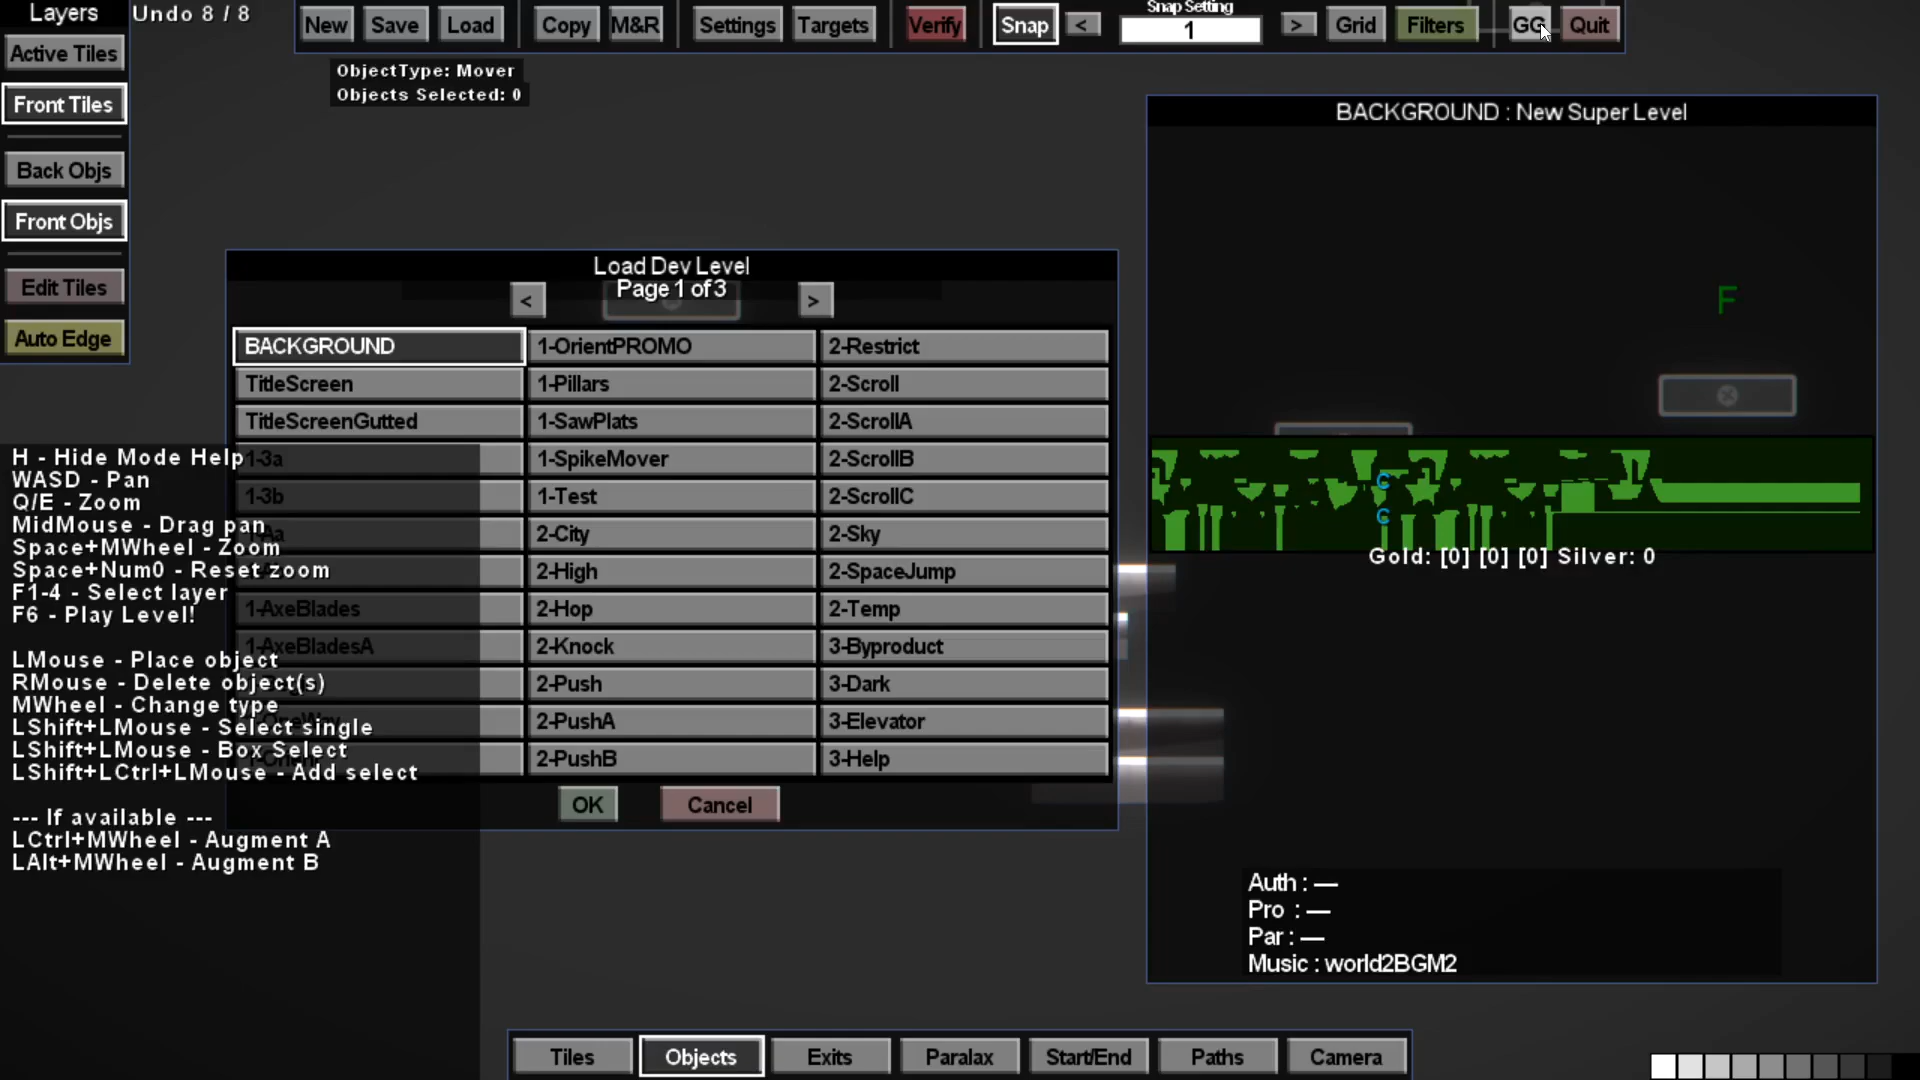 Layers
Undo 8 / 8
Active Tiles
Front Tiles
Back Objs
Front Objs
Edit Tiles
Auto Edge
New
Save
Load
Copy
M&R
Settings
Targets
Verify
Snap
<
Snap Setting
1
>
Grid
Filters
GO
Quit
ObjectType: Mover
Objects Selected: 0
Load Dev Level
Page 1 of 3
<
>
BACKGROUND
1-OrientPROMO
2-Restrict
TitleScreen
1-Pillars
2-Scroll
TitleScreenGutted
1-SawPlats
2-ScrollA
1-3a
1-SpikeMover
2-ScrollB
1-3b
1-Test
2-ScrollC
2-City
2-Sky
2-High
2-SpaceJump
1-AxeBlades
2-Hop
2-Temp
1-AxeBladesA
2-Knock
3-Byproduct
2-Push
3-Dark
2-PushA
3-Elevator
2-PushB
3-Help
OK
Cancel
H - Hide Mode Help
WASD - Pan
Q/E - Zoom
MidMouse - Drag pan
Space+MWheel - Zoom
Space+Num0 - Reset zoom
F1-4 - Select layer
F6 - Play Level!
LMouse - Place object
RMouse - Delete object(s)
MWheel - Change type
LShift+LMouse - Select single
LShift+LMouse - Box Select
LShift+LCtrl+LMouse - Add select
--- If available ---
LCtrl+MWheel - Augment A
LAlt+MWheel - Augment B
BACKGROUND : New Super Level
F
C
C
Gold: [0] [0] [0] Silver: 0
Auth : —
Pro : —
Par : —
Music : world2BGM2
Tiles
Objects
Exits
Paralax
Start/End
Paths
Camera